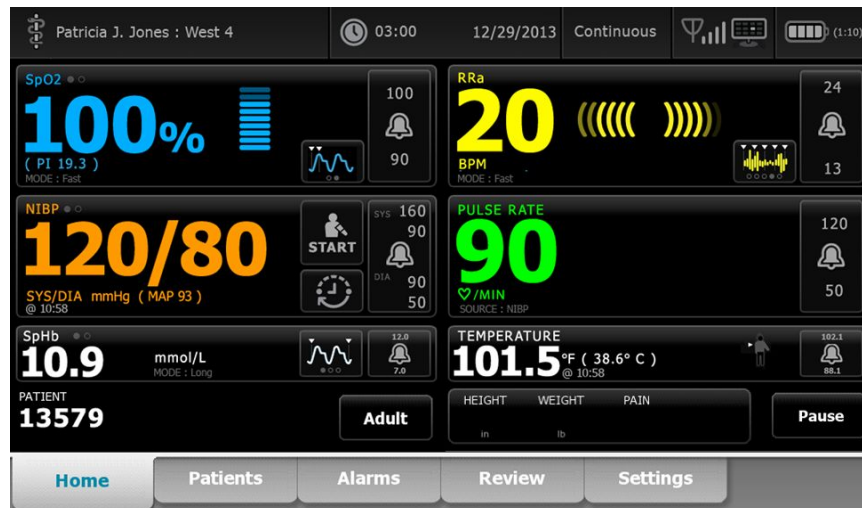 Patricia J. Jones : West 4
03:00
12/29/2013
Continuous
(1:10)
SpO2
100%
( PI 19.3 )
MODE : Fast
100
90
RRa
20
BPM
MODE : Fast
24
13
NIBP
120/80
SYS/DIA mmHg ( MAP 93 )
@ 10:58
START
SYS 160
90
DIA 90
50
PULSE RATE
90
/MIN
SOURCE : NIBP
120
50
SpHb
10.9 mmol/L
MODE : Long
12.0
7.0
TEMPERATURE
101.5 °F ( 38.6° C )
@ 10:58
102.1
88.1
PATIENT
13579
Adult
HEIGHT WEIGHT PAIN
in lb
Pause
Home Patients Alarms Review Settings